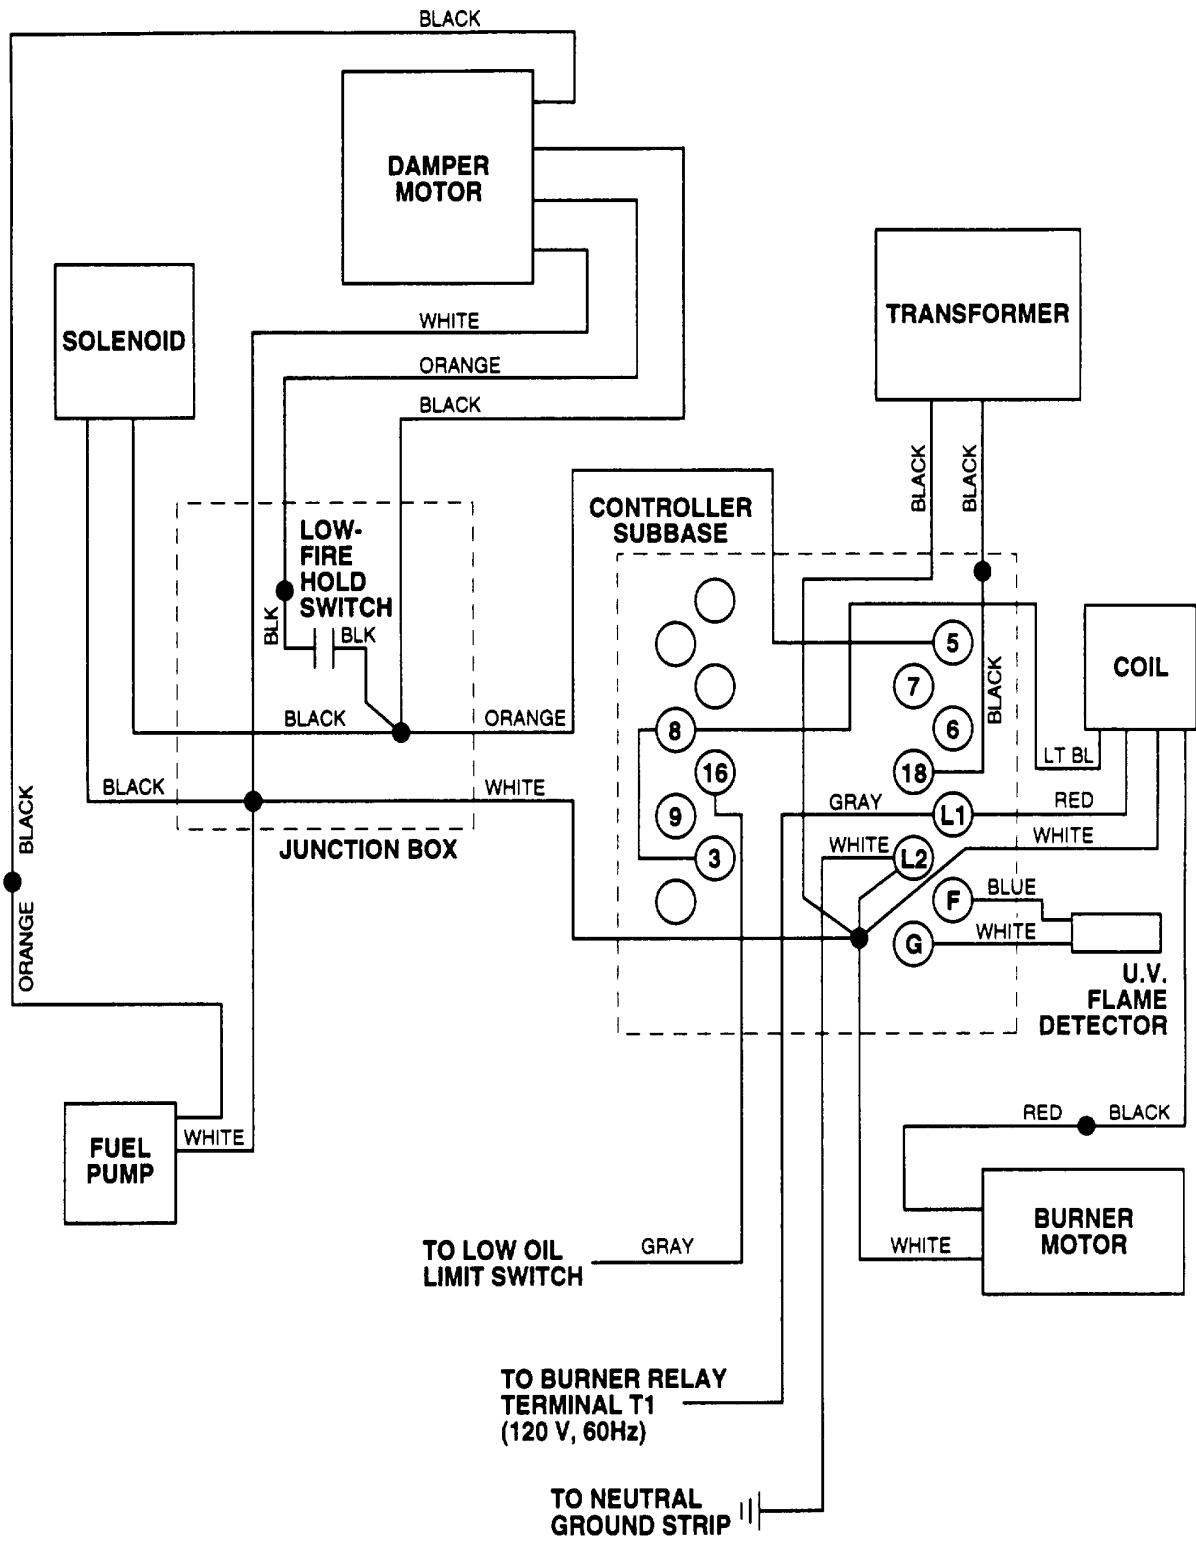 BLACK
DAMPER
MOTOR
SOLENOID
TRANSFORMER
WHITE
ORANGE
BLACK
BLACK
BLACK
CONTROLLER
SUBBASE
LOW-
FIRE
HOLD
SWITCH
BLK
BLK
5
7
BLACK
COIL
BLACK
ORANGE
8
6
LT BL
16
18
BLACK
WHITE
GRAY
L1
RED
9
BLACK
JUNCTION BOX
3
WHITE
L2
WHITE
F
BLUE
ORANGE
G
WHITE
U.V.
FLAME
DETECTOR
FUEL
PUMP
WHITE
RED
BLACK
BURNER
MOTOR
WHITE
TO LOW OIL
LIMIT SWITCH
GRAY
TO BURNER RELAY
TERMINAL T1
(120 V, 60Hz)
TO NEUTRAL
GROUND STRIP